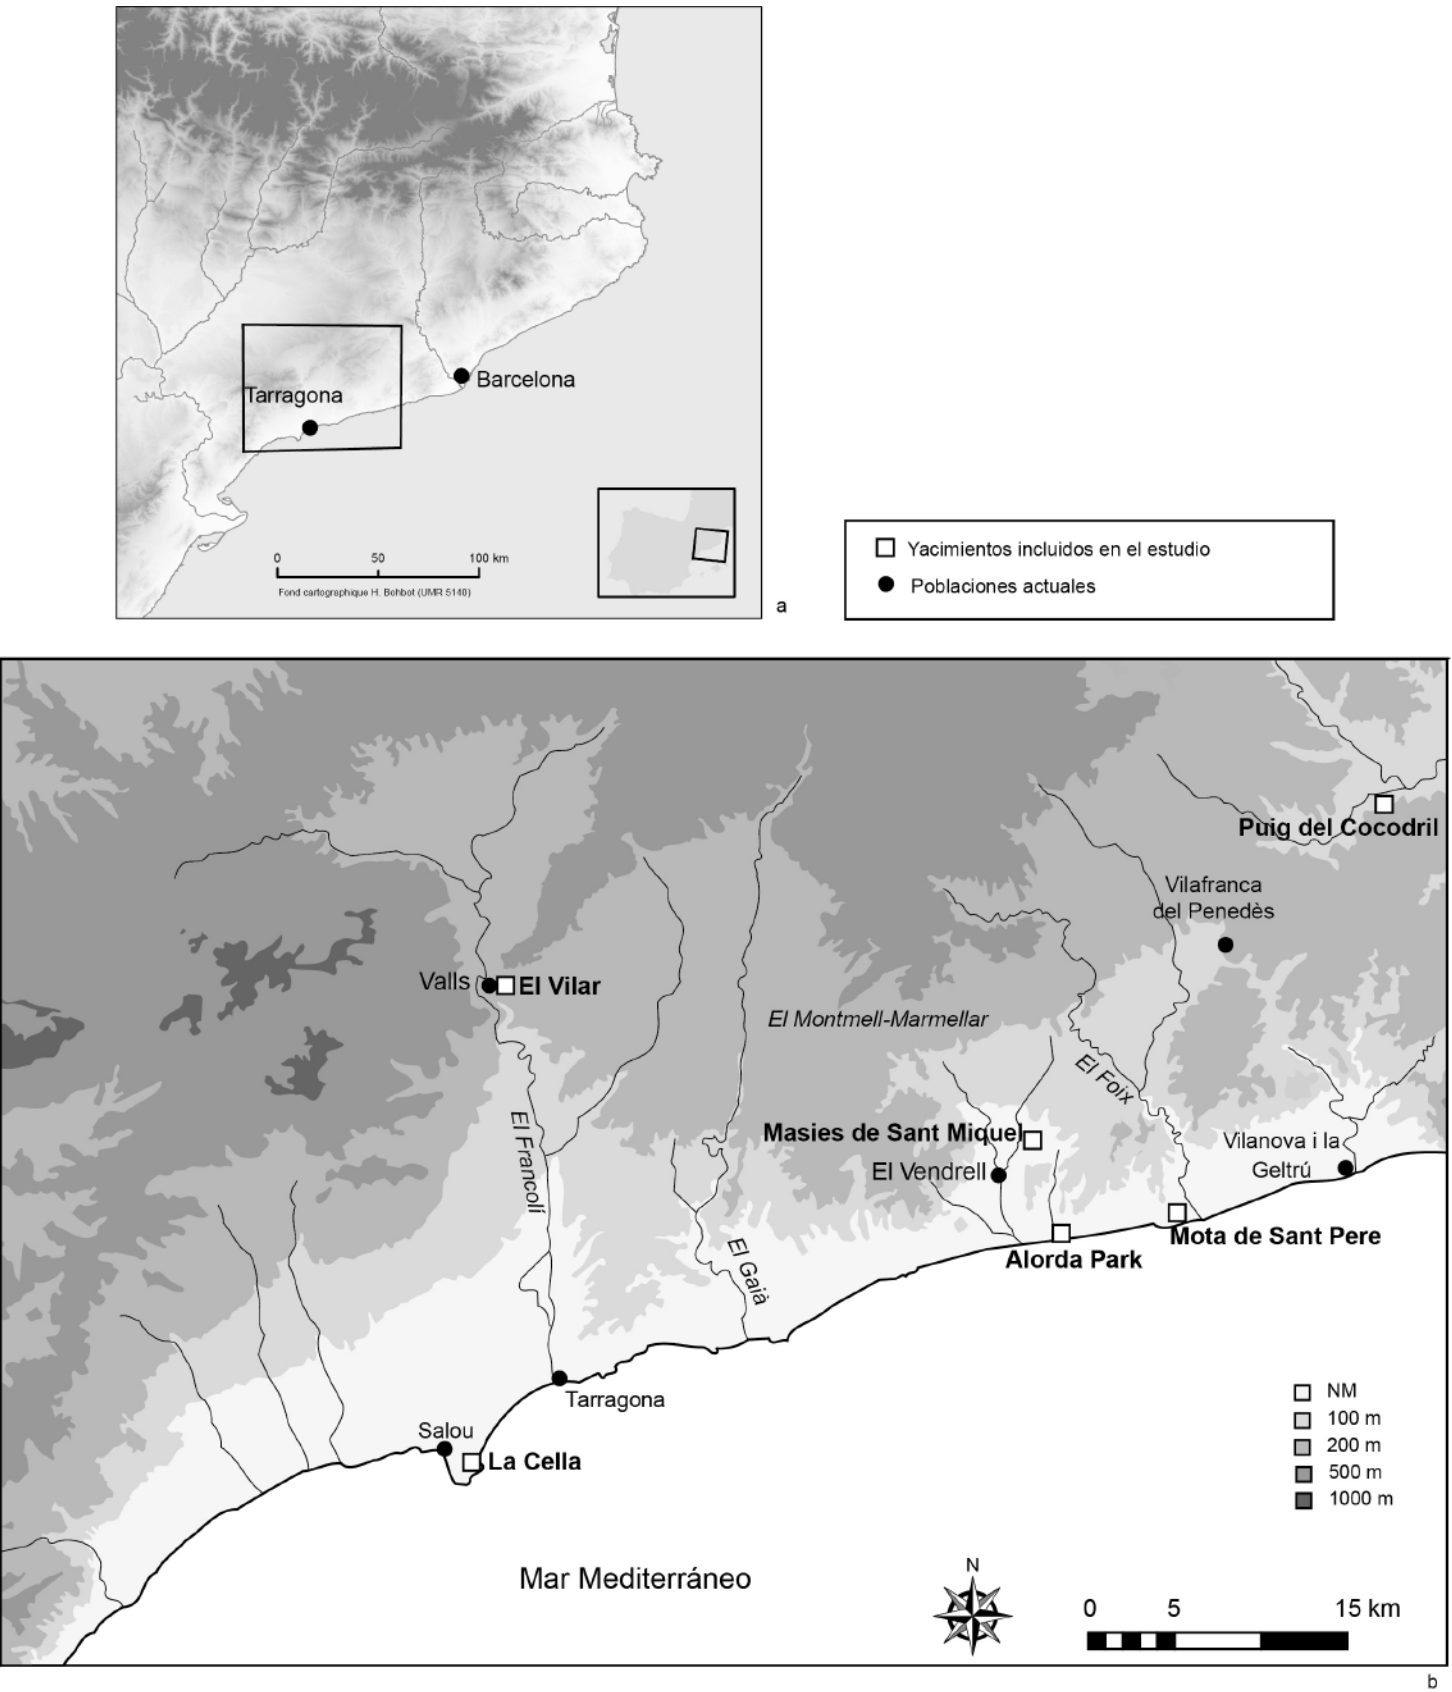 Barcelona
Tarragona
0 50 100 km
Fond cartographique H. Bohbot (UMR 5140)
a
Yacimientos incluidos en el estudio
Poblaciones actuales
Puig del Cocodril
Vilafranca
del Penedès
Valls
El Vilar
El Montmell-Marmellar
El Foix
El Francolí
Masies de Sant Miquel
El Vendrell
Vilanova i la
Geltrú
Mota de Sant Pere
Alorda Park
El Gaià
Tarragona
Salou
La Cella
NM
100 m
200 m
500 m
1000 m
Mar Mediterráneo
N
0 5 15 km
b